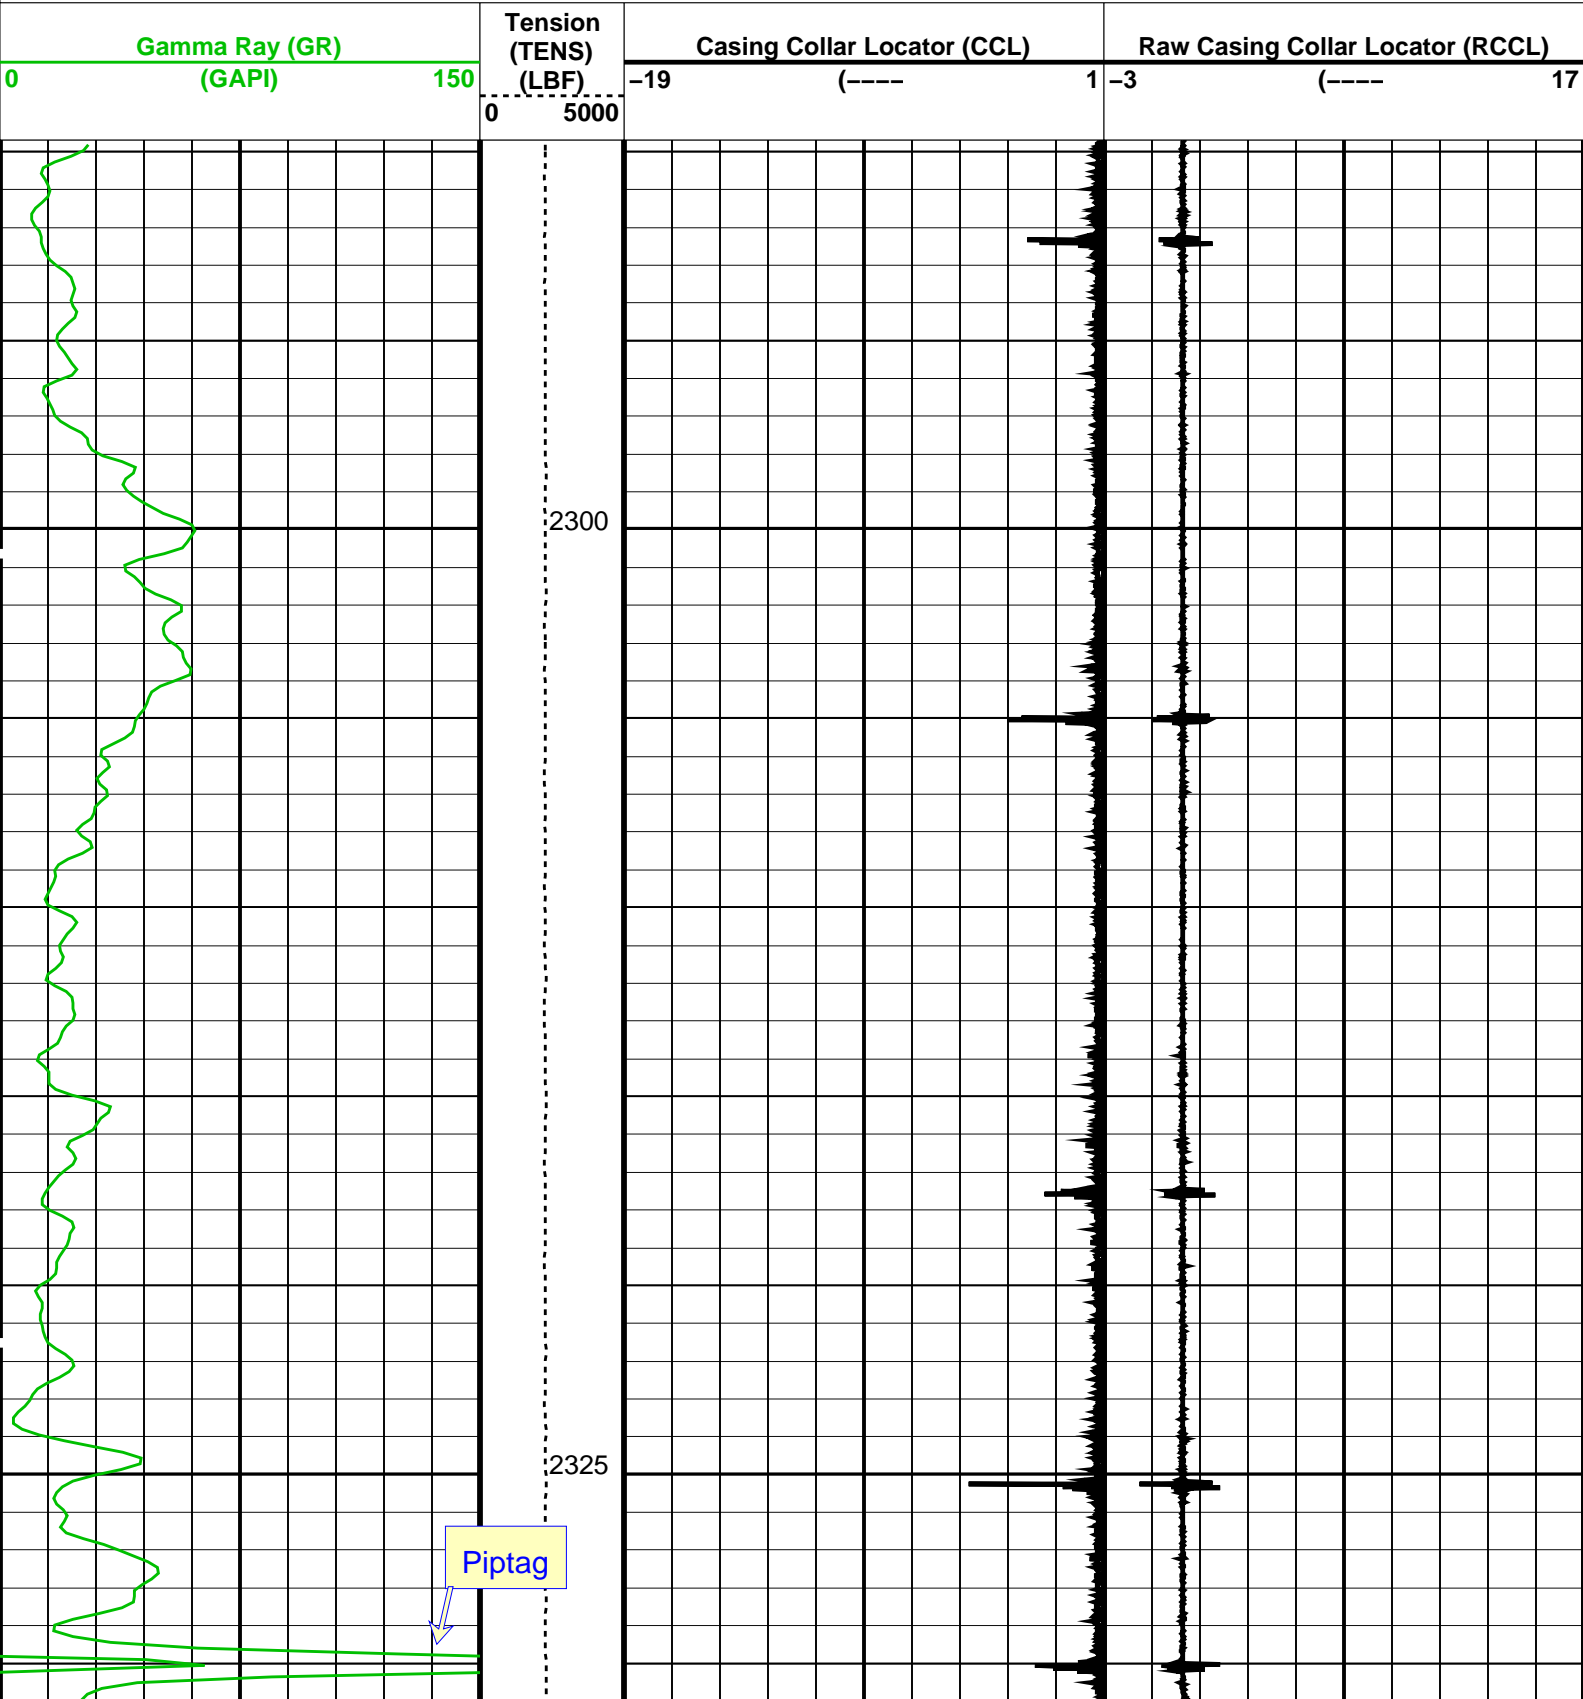 Gamma Ray (GR)
0 (GAPI) 150
Tension
(TENS)
(LBF)
0 5000
Casing Collar Locator (CCL)
−19 (−−−− 1
Raw Casing Collar Locator (RCCL)
−3 (−−−− 17
2300
2325
Piptag